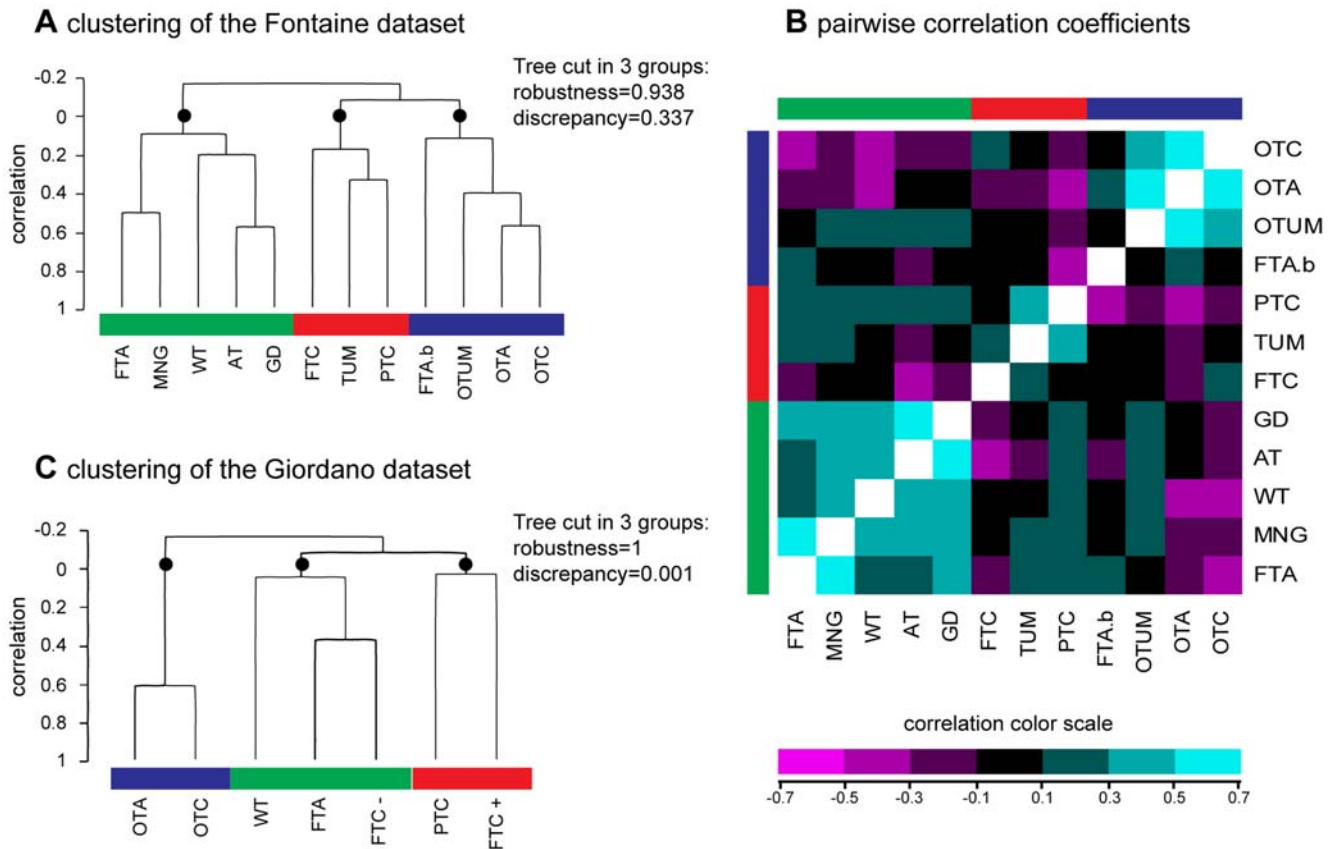 A clustering of the Fontaine dataset
Tree cut in 3 groups:
robustness=0.938
discrepancy=0.337
correlation
-0.2
0
0.2
0.4
0.6
0.8
1
FTA MNG WT AT GD FTC TUM PTC FTA.b OTUM OTA OTC
B pairwise correlation coefficients
OTC
OTA
OTUM
FTA.b
PTC
TUM
FTC
GD
AT
WT
MNG
FTA
FTA MNG WT AT GD FTC TUM PTC FTA.b OTUM OTA OTC
correlation color scale
-0.7 -0.5 -0.3 -0.1 0.1 0.3 0.5 0.7
C clustering of the Giordano dataset
Tree cut in 3 groups:
robustness=1
discrepancy=0.001
correlation
-0.2
0
0.2
0.4
0.6
0.8
1
OTA OTC WT FTA FTC - PTC FTC +